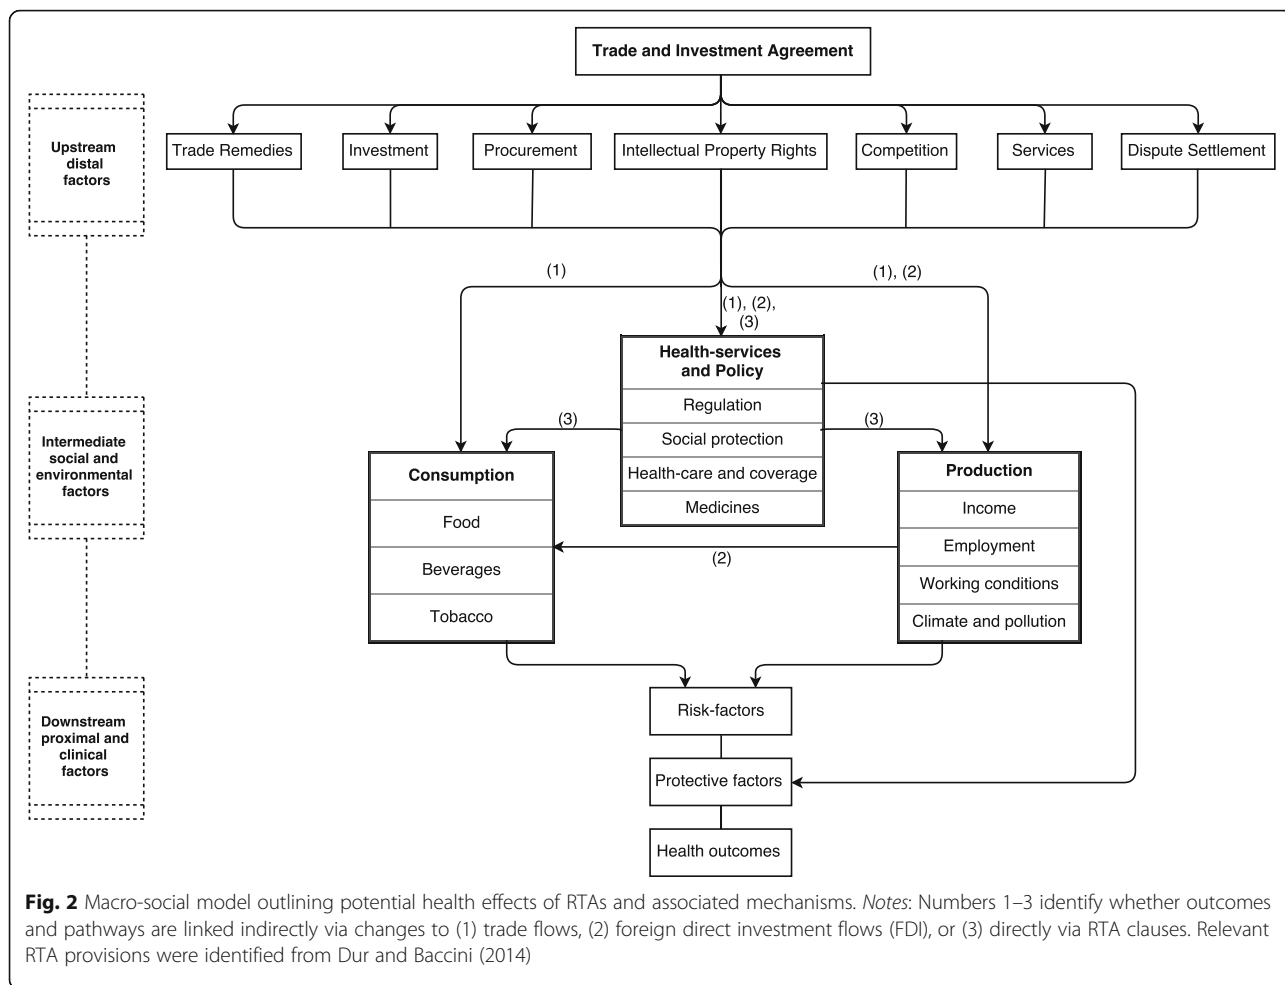 Trade and Investment Agreement
Upstream
distal
factors
Trade Remedies
Investment
Procurement
Intellectual Property Rights
Competition
Services
Dispute Settlement
(1)
(1), (2)
(1), (2),
(3)
Health-services
and Policy
Regulation
Social protection
Health-care and coverage
Medicines
(3)
(3)
Intermediate
social and
environmental
factors
Consumption
Food
Beverages
Tobacco
Production
Income
Employment
Working conditions
Climate and pollution
(2)
Downstream
proximal and
clinical
factors
Risk-factors
Protective factors
Health outcomes
Fig. 2 Macro-social model outlining potential health effects of RTAs and associated mechanisms. Notes: Numbers 1–3 identify whether outcomes
and pathways are linked indirectly via changes to (1) trade flows, (2) foreign direct investment flows (FDI), or (3) directly via RTA clauses. Relevant
RTA provisions were identified from Dur and Baccini (2014)